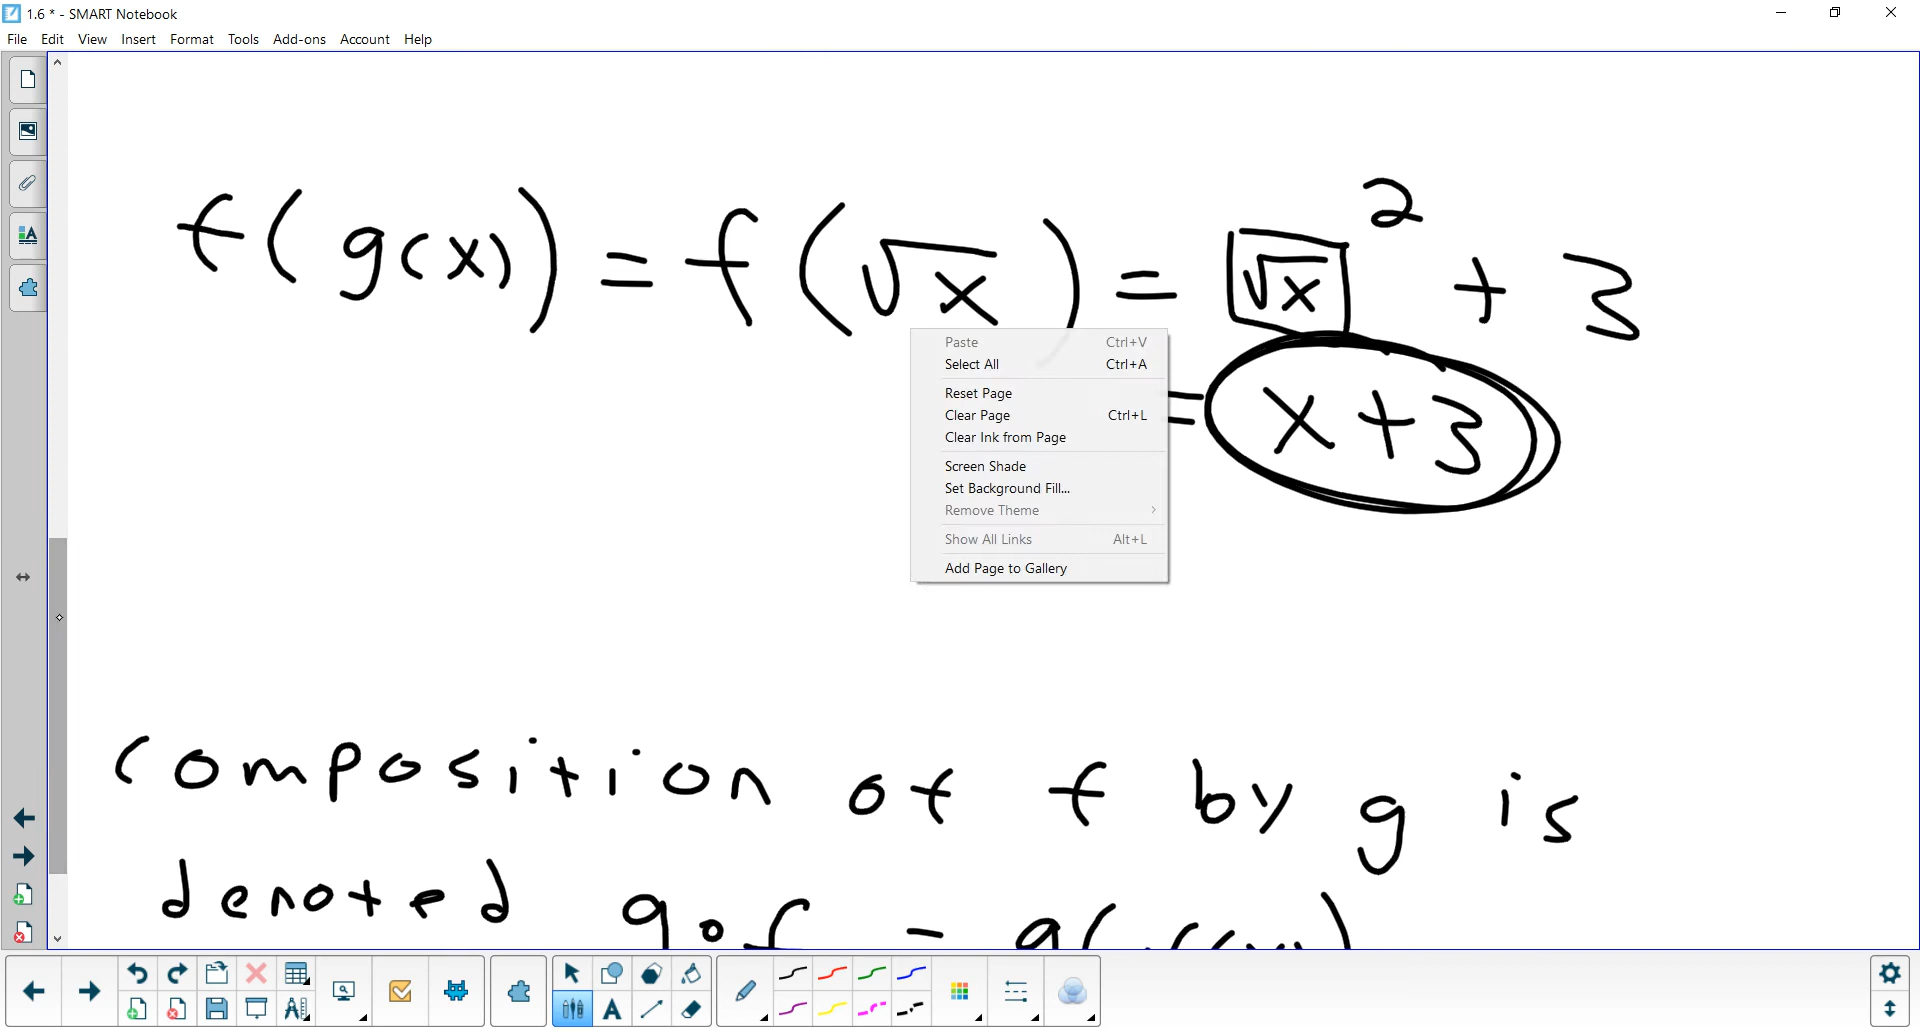 1.6 * - SMART Notebook
File Edit View Insert Format Tools Add-ons Account Help
f(g(x)) = f(√x) = √x² + 3
= x + 3
Paste Ctrl+V
Select All Ctrl+A
Reset Page
Clear Page Ctrl+L
Clear Ink from Page
Screen Shade
Set Background Fill...
Remove Theme
Show All Links Alt+L
Add Page to Gallery
composition of f by g is
denoted g∘f =